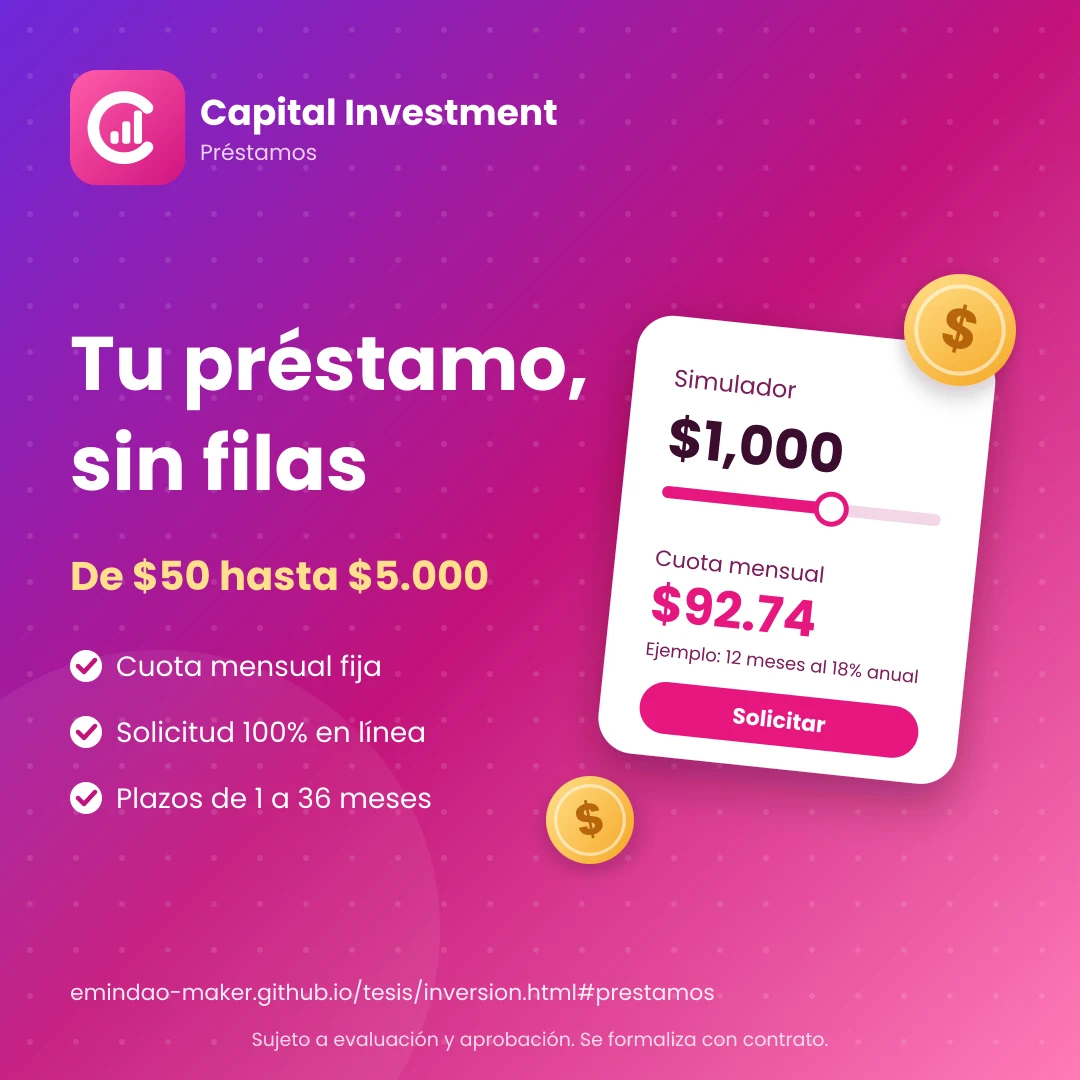 Capital Investment
Préstamos
Tu préstamo,
sin filas
De $50 hasta $5.000
Cuota mensual fija
Solicitud 100% en línea
Plazos de 1 a 36 meses
$
Simulador
$1,000
Cuota mensual
$92.74
Ejemplo: 12 meses al 18% anual
Solicitar
$
emindao-maker.github.io/tesis/inversion.html#prestamos
Sujeto a evaluación y aprobación. Se formaliza con contrato.